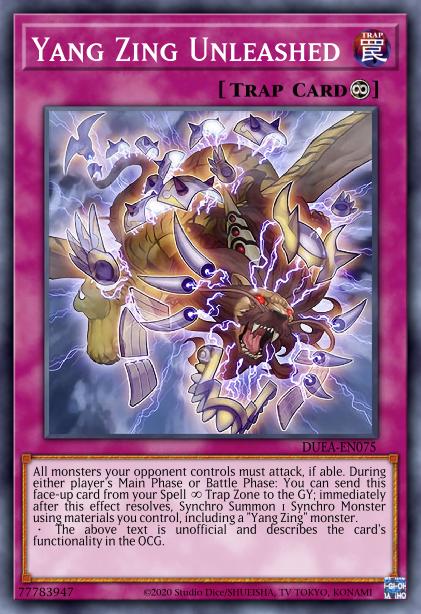 YANG ZING UNLEASHED
TRAP
罠
[TRAP CARD]
DUEA-EN075
All monsters your opponent controls must attack, if able. During
either player's Main Phase or Battle Phase: You can send this
face-up card from your Spell ∞ Trap Zone to the GY; immediately
after this effect resolves, Synchro Summon 1 Synchro Monster
using materials you control, including a "Yang Zing" monster.
· The above text is unofficial and describes the card's
functionality in the OCG.
77783947
©2020 Studio Dice/SHUEISHA, TV TOKYO, KONAMI